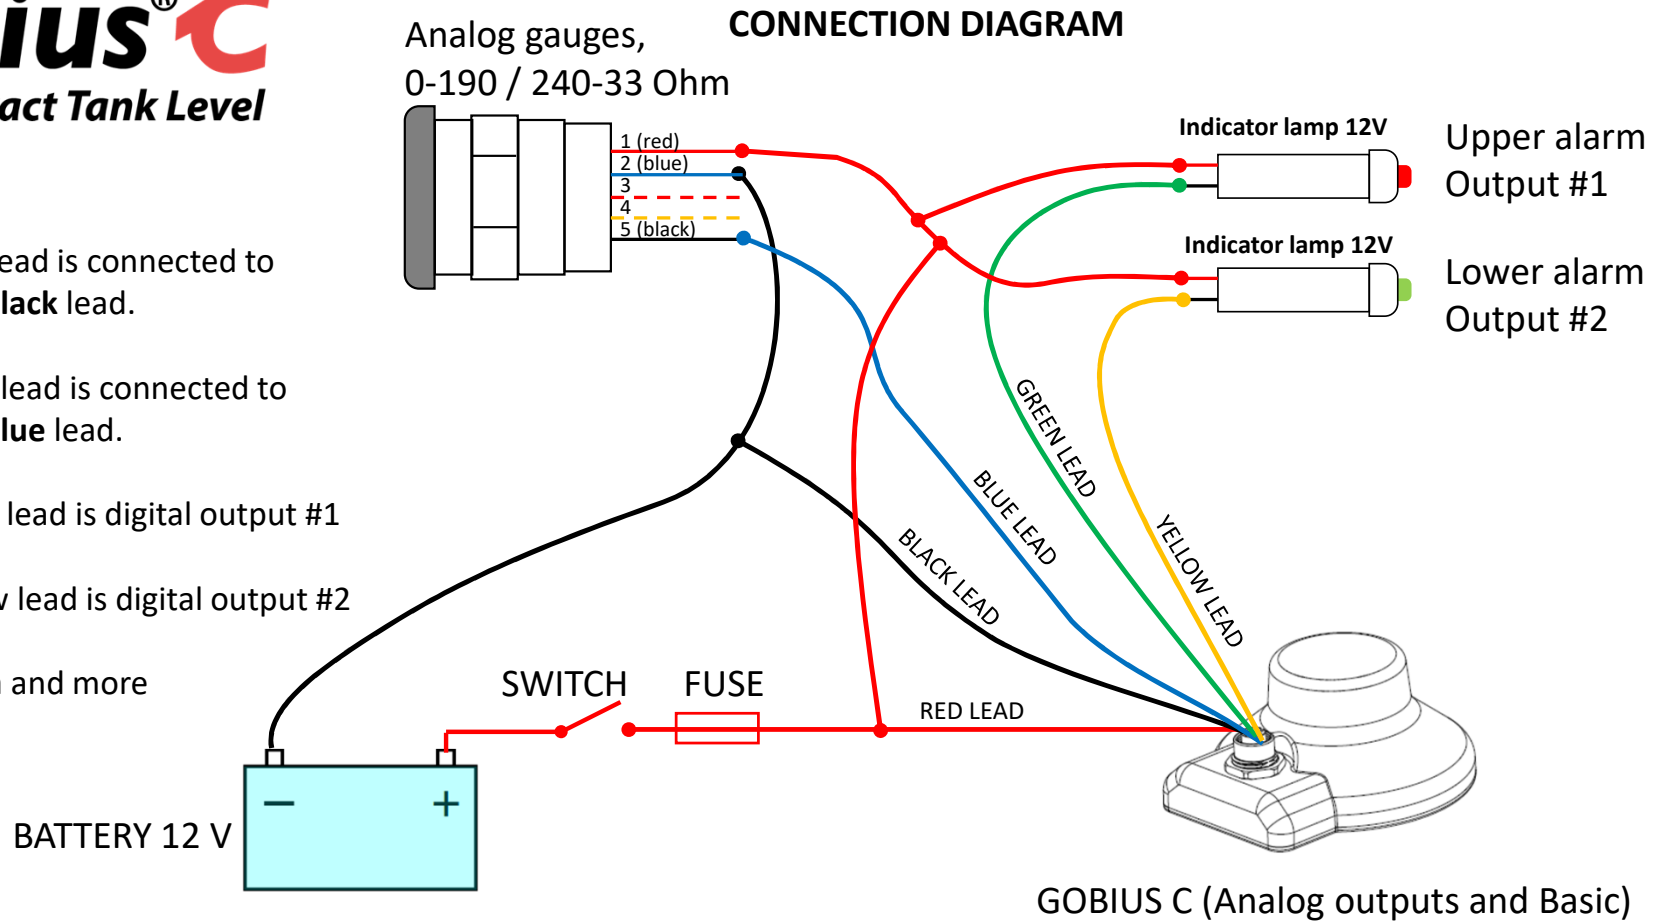 CONNECTION DIAGRAM
ius® C
act Tank Level
Analog gauges,
0-190 / 240-33 Ohm
1 (red)
2 (blue)
3
4
5 (black)
Indicator lamp 12V
Upper alarm
Output #1
Indicator lamp 12V
Lower alarm
Output #2
ead is connected to
lack lead.
lead is connected to
lue lead.
lead is digital output #1
lead is digital output #2
and more
GREEN LEAD
BLUE LEAD
BLACK LEAD
YELLOW LEAD
RED LEAD
SWITCH
FUSE
−
+
BATTERY 12 V
GOBIUS C (Analog outputs and Basic)